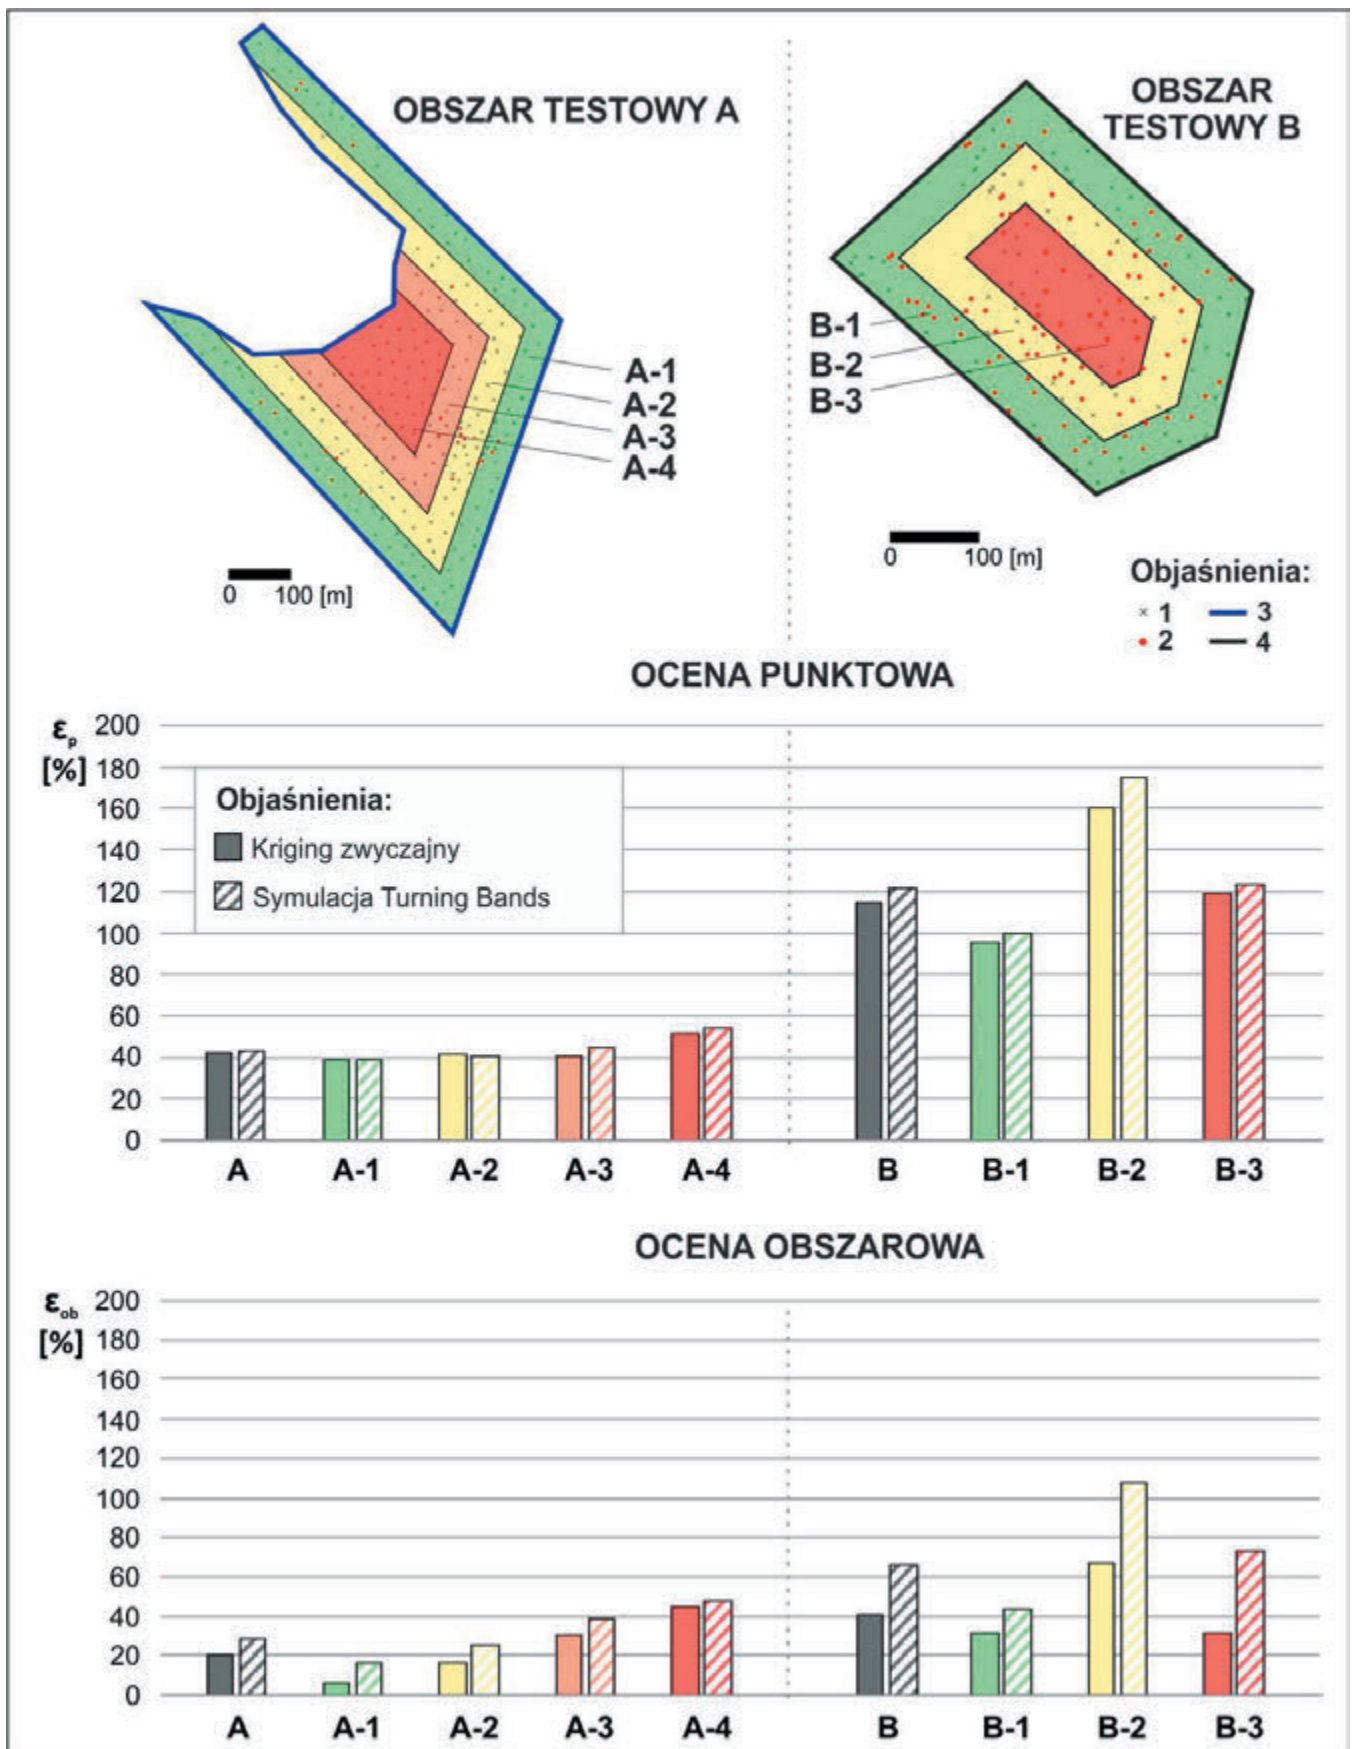 OBSZAR TESTOWY A
OBSZAR
TESTOWY B
A-1
A-2
A-3
A-4
B-1
B-2
B-3
0 100 [m]
0 100 [m]
Objaśnienia:
1 3
2 4
OCENA PUNKTOWA
εp
[%]
200
180
160
140
120
100
80
60
40
20
0
Objaśnienia:
Kriging zwyczajny
Symulacja Turning Bands
A A-1 A-2 A-3 A-4 B B-1 B-2 B-3
OCENA OBSZAROWA
εob
[%]
200
180
160
140
120
100
80
60
40
20
0
A A-1 A-2 A-3 A-4 B B-1 B-2 B-3